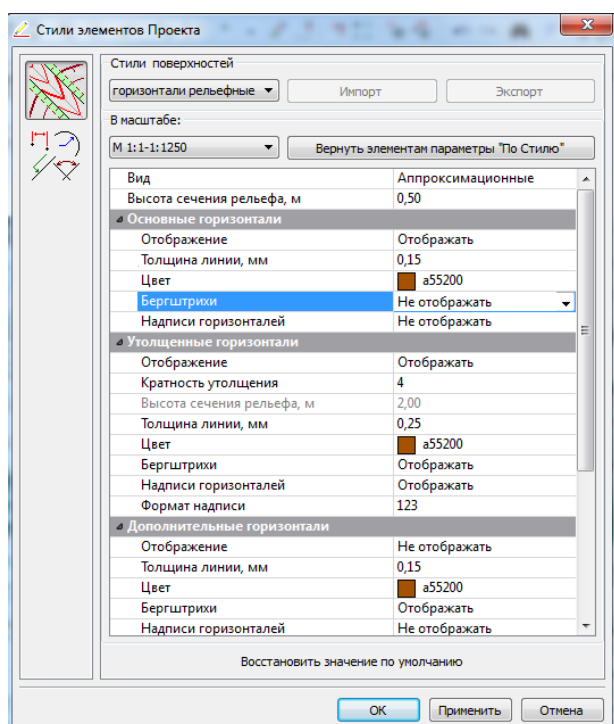 Стили элементов Проекта
Стили поверхностей
горизонтали рельефные Импорт Экспорт
В масштабе:
М 1:1-1:1250 Вернуть элементам параметры "По Стилю"
Вид Аппроксимационные
Высота сечения рельефа, м 0,50
Основные горизонтали
Отображение Отображать
Толщина линии, мм 0,15
Цвет a55200
Бергштрихи Не отображать
Надписи горизонталей Не отображать
Утолщенные горизонтали
Отображение Отображать
Кратность утолщения 4
Высота сечения рельефа, м 2,00
Толщина линии, мм 0,25
Цвет a55200
Бергштрихи Отображать
Надписи горизонталей Отображать
Формат надписи 123
Дополнительные горизонтали
Отображение Не отображать
Толщина линии, мм 0,15
Цвет a55200
Бергштрихи Отображать
Надписи горизонталей Не отображать
Восстановить значение по умолчанию
ОК Применить Отмена